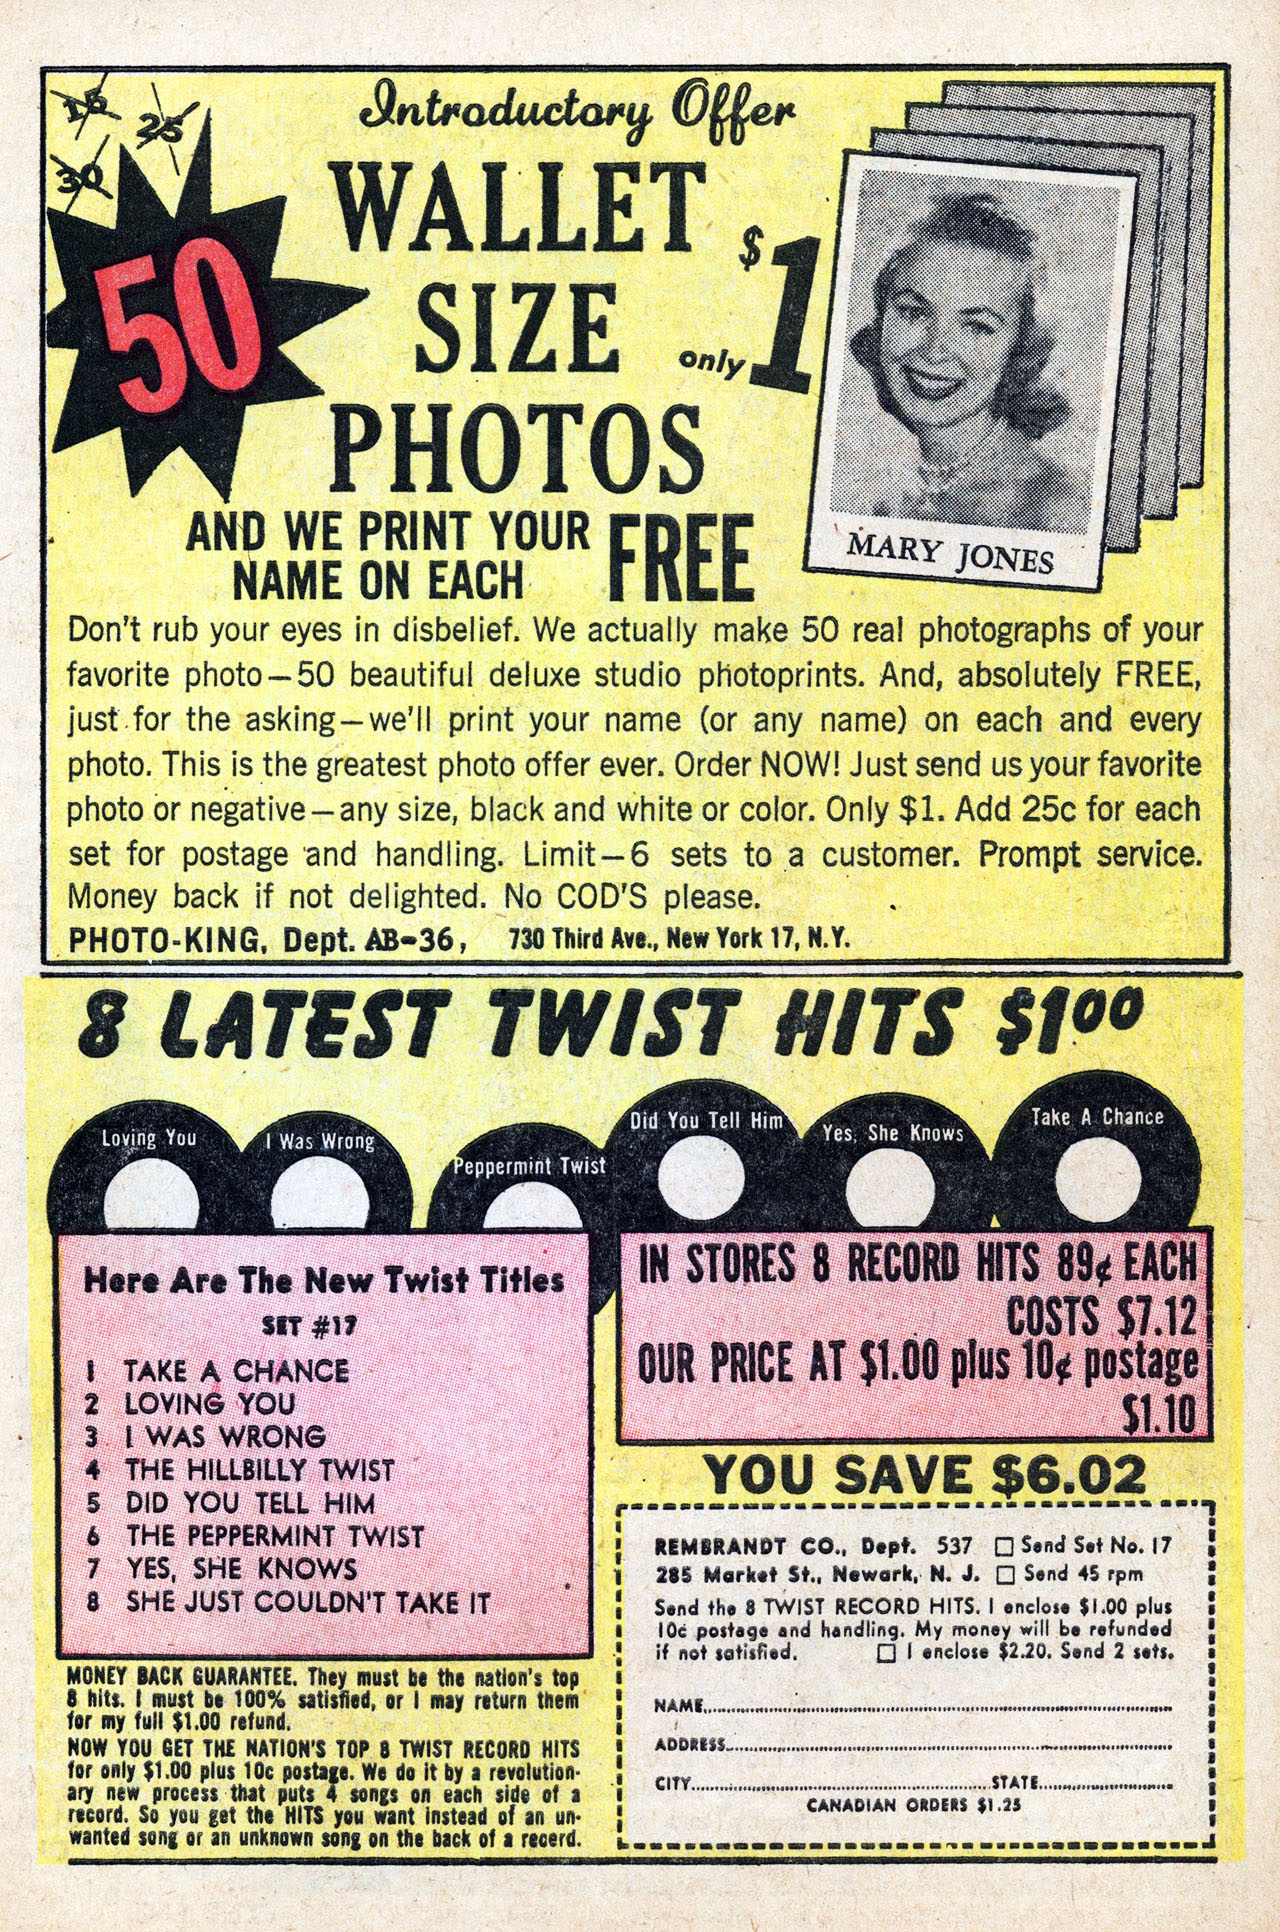 15
25
30
50
Introductory Offer
WALLET
SIZE
PHOTOS
only $1
AND WE PRINT YOUR
NAME ON EACH
FREE
MARY JONES
Don't rub your eyes in disbelief. We actually make 50 real photographs of your
favorite photo—50 beautiful deluxe studio photoprints. And, absolutely FREE,
just for the asking—we'll print your name (or any name) on each and every
photo. This is the greatest photo offer ever. Order NOW! Just send us your favorite
photo or negative—any size, black and white or color. Only $1. Add 25c for each
set for postage and handling. Limit—6 sets to a customer. Prompt service.
Money back if not delighted. No COD'S please.
PHOTO-KING, Dept. AB-36, 730 Third Ave., New York 17, N.Y.
8 LATEST TWIST HITS $100
Loving You
I Was Wrong
Peppermint Twist
Did You Tell Him
Yes, She Knows
Take A Chance
Here Are The New Twist Titles
SET #17
1 TAKE A CHANCE
2 LOVING YOU
3 I WAS WRONG
4 THE HILLBILLY TWIST
5 DID YOU TELL HIM
6 THE PEPPERMINT TWIST
7 YES, SHE KNOWS
8 SHE JUST COULDN'T TAKE IT
MONEY BACK GUARANTEE. They must be the nation's top
8 hits. I must be 100% satisfied, or I may return them
for my full $1.00 refund.
NOW YOU GET THE NATION'S TOP 8 TWIST RECORD HITS
for only $1.00 plus 10c postage. We do it by a revolution-
ary new process that puts 4 songs on each side of a
record. So you get the HITS you want instead of an un-
wanted song or an unknown song on the back of a record.
IN STORES 8 RECORD HITS 89¢ EACH
COSTS $7.12
OUR PRICE AT $1.00 plus 10¢ postage
$1.10
YOU SAVE $6.02
REMBRANDT CO., Dept. 537 □ Send Set No. 17
285 Market St., Newark, N. J. □ Send 45 rpm
Send the 8 TWIST RECORD HITS. I enclose $1.00 plus
10¢ postage and handling. My money will be refunded
if not satisfied. □ I enclose $2.20. Send 2 sets.
NAME
ADDRESS
CITY STATE
CANADIAN ORDERS $1.25